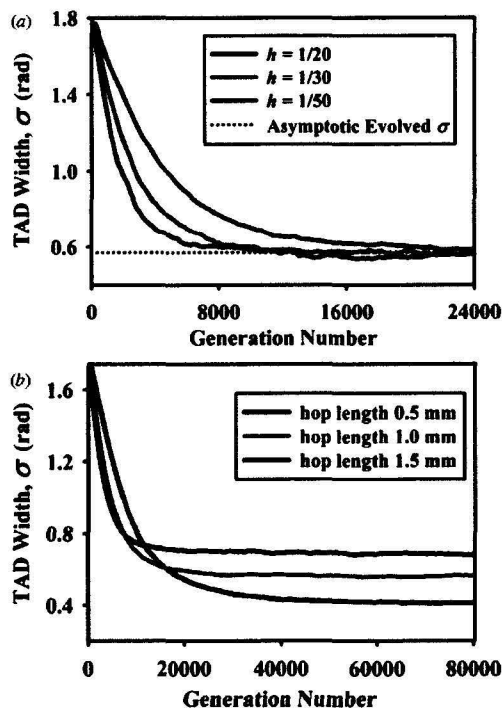 (a)
1.8
1.4
1.0
0.6
TAD Width, σ (rad)
h = 1/20
h = 1/30
h = 1/50
Asymptotic Evolved σ
0 8000 16000 24000
Generation Number
(b)
1.6
1.2
0.8
0.4
TAD Width, σ (rad)
hop length 0.5 mm
hop length 1.0 mm
hop length 1.5 mm
0 20000 40000 60000 80000
Generation Number